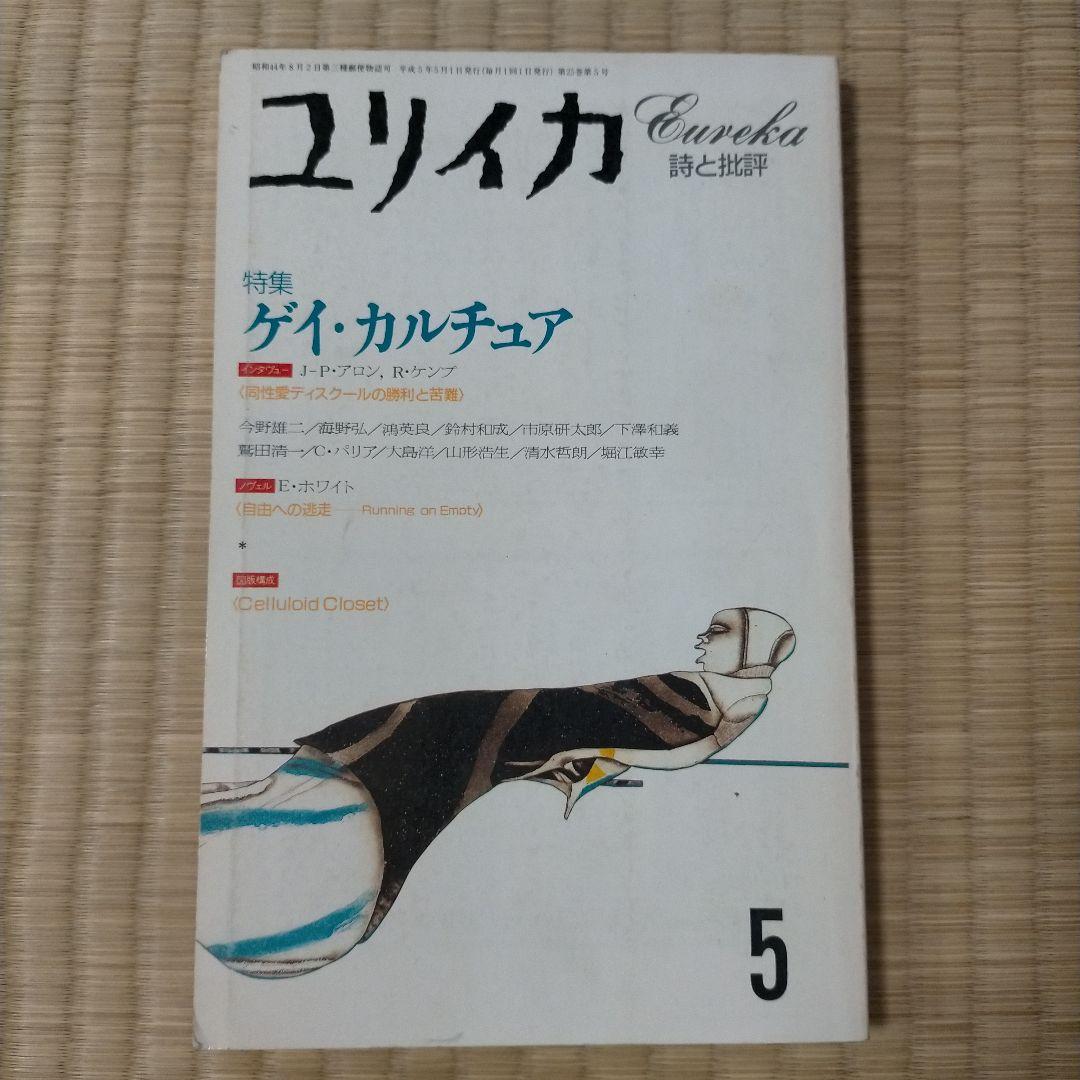 昭和44年8月2日第三種郵便物認可 平成5年5月1日発行(毎月1回1日発行) 第25巻第5号
ユリイカ
Eureka
詩と批評
特集
ゲイ・カルチュア
インタヴュー J-P・アロン, R・ケンプ
〈同性愛ディスクールの勝利と苦難〉
今野雄二/海野弘/鴻英良/鈴村和成/市原研太郎/下澤和義
鷲田清一/C・パリア/大島洋/山形浩生/清水哲朗/堀江敏幸
ノヴェル E・ホワイト
〈自由への逃走——Running on Empty〉
*
図版構成
〈Celluloid Closet〉
5